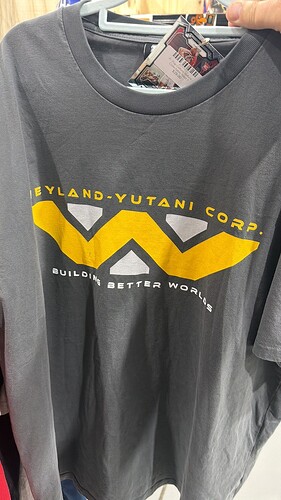 EYLAND-YUTANI CORP.
BUILDING BETTER WORLDS